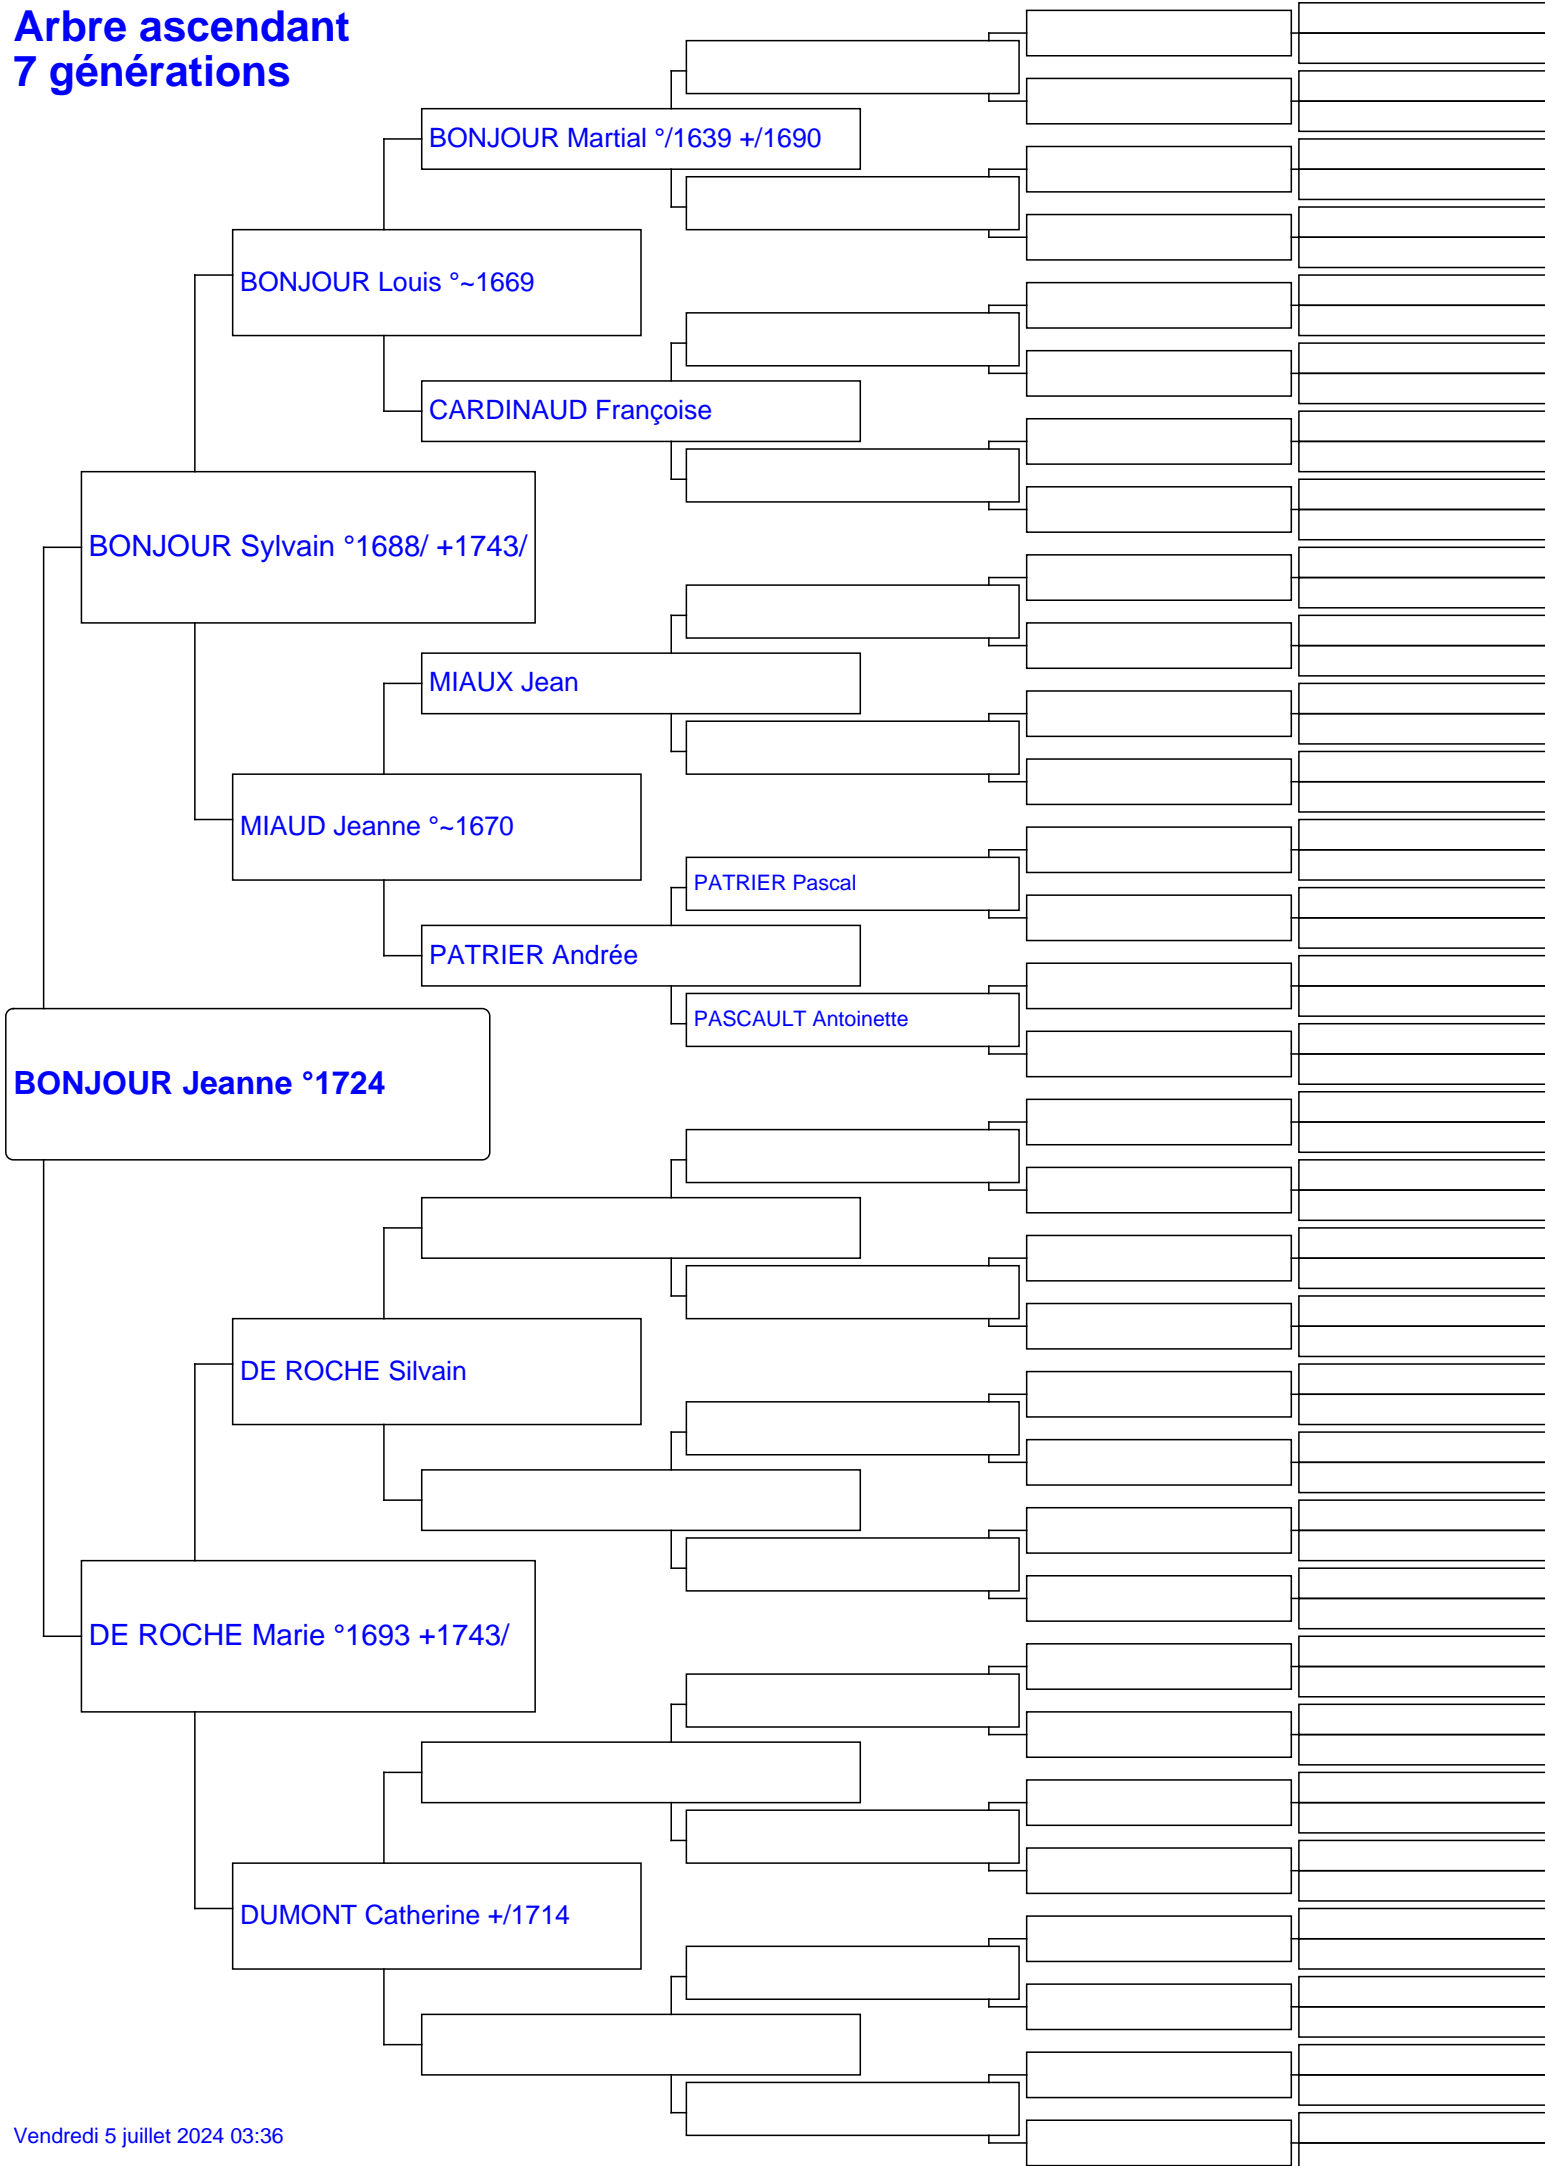 Arbre ascendant
7 générations
BONJOUR Martial °/1639 +/1690
BONJOUR Louis °~1669
CARDINAUD Françoise
BONJOUR Sylvain °1688/ +1743/
MIAUX Jean
MIAUD Jeanne °~1670
PATRIER Pascal
PATRIER Andrée
PASCAULT Antoinette
BONJOUR Jeanne °1724
DE ROCHE Silvain
DE ROCHE Marie °1693 +1743/
DUMONT Catherine +/1714
Vendredi 5 juillet 2024 03:36